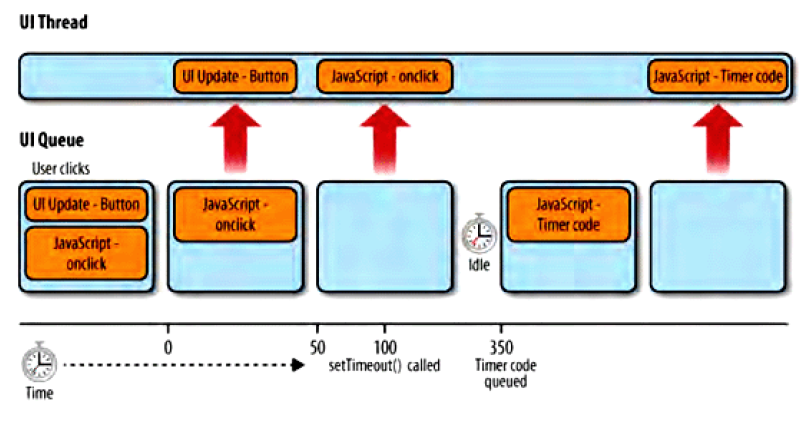 UI Thread
UI Update - Button
JavaScript - onclick
JavaScript - Timer code
UI Queue
User clicks
UI Update - Button
JavaScript -
onclick
JavaScript -
onclick
Idle
JavaScript -
Timer code
0
50
100
350
setTimeout() called
Timer code
queued
Time